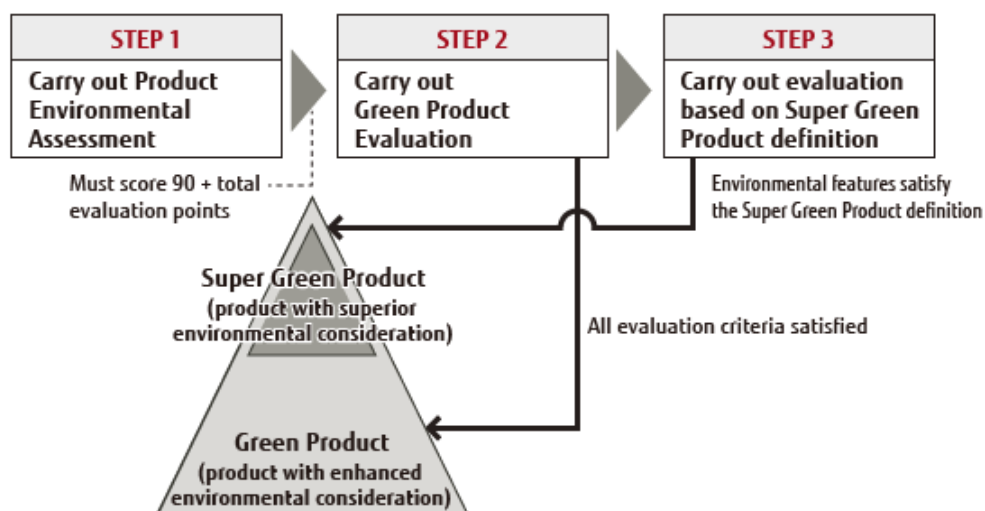 STEP 1
Carry out Product
Environmental
Assessment
STEP 2
Carry out
Green Product
Evaluation
STEP 3
Carry out evaluation
based on Super Green
Product definition
Must score 90 + total
evaluation points
Environmental features satisfy
the Super Green Product definition
Super Green Product
(product with superior
environmental consideration)
All evaluation criteria satisfied
Green Product
(product with enhanced
environmental consideration)